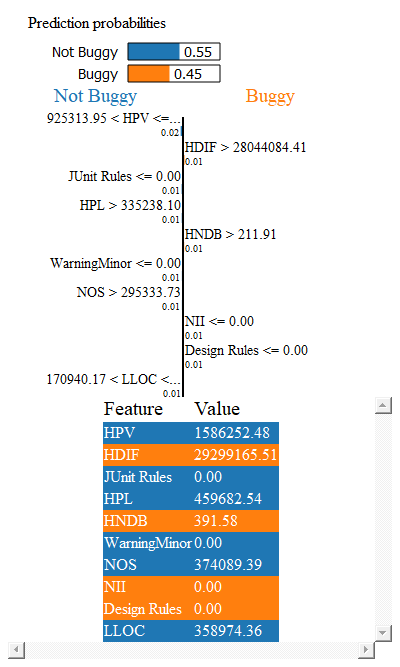 Prediction probabilities
Not Buggy 0.55
Buggy 0.45
Not Buggy Buggy
925313.95 < HPV <=...
0.02
HDIF > 28044084.41
0.01
JUnit Rules <= 0.00
0.01
HPL > 335238.10
0.01
HNDB > 211.91
0.01
WarningMinor <= 0.00
0.01
NOS > 295333.73
0.01
NII <= 0.00
0.01
Design Rules <= 0.00
0.01
170940.17 < LLOC <...
0.01
Feature Value
HPV 1586252.48
HDIF 29299165.51
JUnit Rules 0.00
HPL 459682.54
HNDB 391.58
WarningMinor 0.00
NOS 374089.39
NII 0.00
Design Rules 0.00
LLOC 358974.36